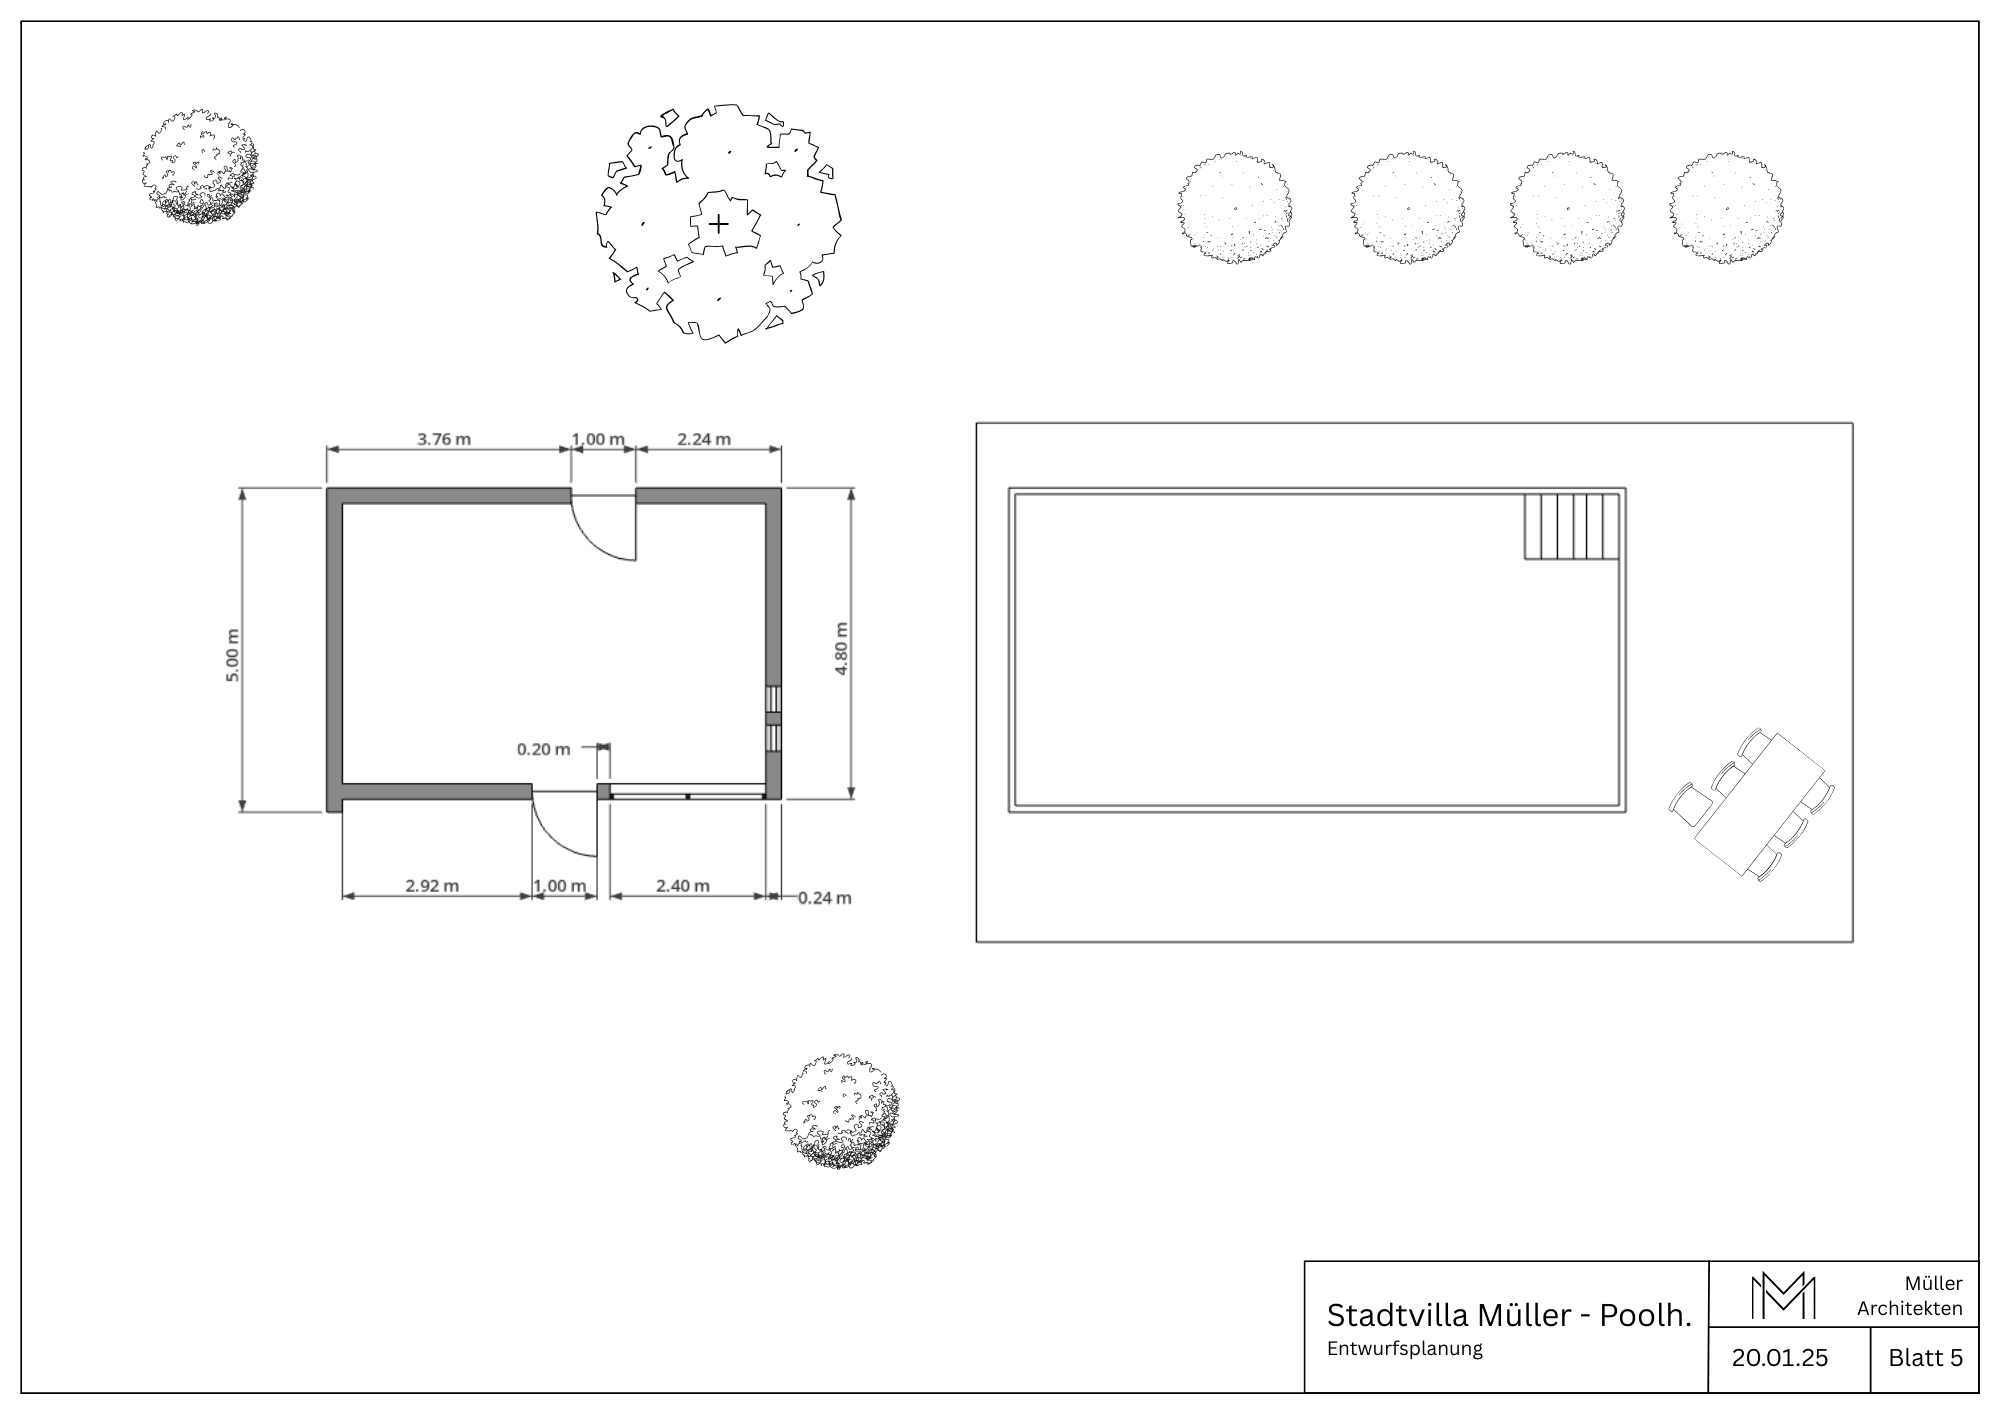 3.76 m
1.00 m
2.24 m
5.00 m
4.80 m
0.20 m
2.92 m
1.00 m
2.40 m
0.24 m
Stadtvilla Müller - Poolh.
Entwurfsplanung
Müller
Architekten
20.01.25
Blatt 5